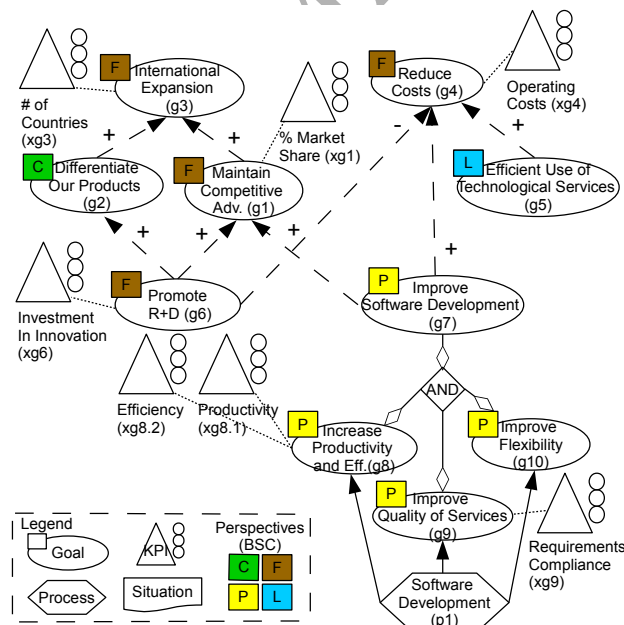 F
International
Expansion
(g3)
# of
Countries
(xg3)
F
Reduce
Costs (g4)
Operating
Costs (xg4)
% Market
Share (xg1)
+
+
-
+
C
Differentiate
Our Products
(g2)
F
Maintain
Competitive
Adv. (g1)
L
Efficient Use of
Technological Services
(g5)
+
+
+
+
F
Promote
R+D (g6)
Investment
In Innovation
(xg6)
P
Improve
Software Development
(g7)
AND
Efficiency
(xg8.2)
Productivity
(xg8.1)
P
Increase
Productivity
and Eff.(g8)
P
Improve
Flexibility
(g10)
P
Improve
Quality of Services
(g9)
Requirements
Compliance
(xg9)
Software
Development
(p1)
Legend
Goal
KPI
Perspectives
(BSC)
C
F
P
L
Process
Situation